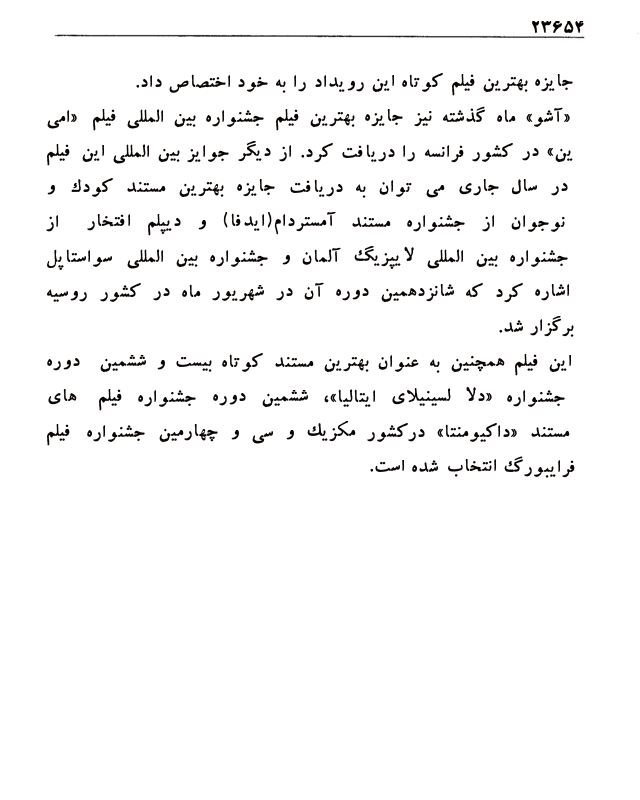 ۲۳۶۵۴
جایزه بهترین فیلم کوتاه این رویداد را به خود اختصاص داد.
«آشو» ماه گذشته نیز جایزه بهترین فیلم جشنواره بین المللی فیلم «امی
ین» در کشور فرانسه را دریافت کرد. از دیگر جوایز بین المللی این فیلم
در سال جاری می توان به دریافت جایزه بهترین مستند کودك و
نوجوان از جشنواره مستند آمستردام(ایدفا) و دیپلم افتخار از
جشنواره بین المللی لایپزیگ آلمان و جشنواره بین المللی سواستاپل
اشاره کرد که شانزدهمین دوره آن در شهریور ماه در کشور روسیه
برگزار شد.
این فیلم همچنین به عنوان بهترین مستند کوتاه بیست و ششمین دوره
جشنواره «دلا لسینیلای ایتالیا»، ششمین دوره جشنواره فیلم های
مستند «داکیومنتا» درکشور مکزیك و سی و چهارمین جشنواره فیلم
فرایبورگ انتخاب شده است.